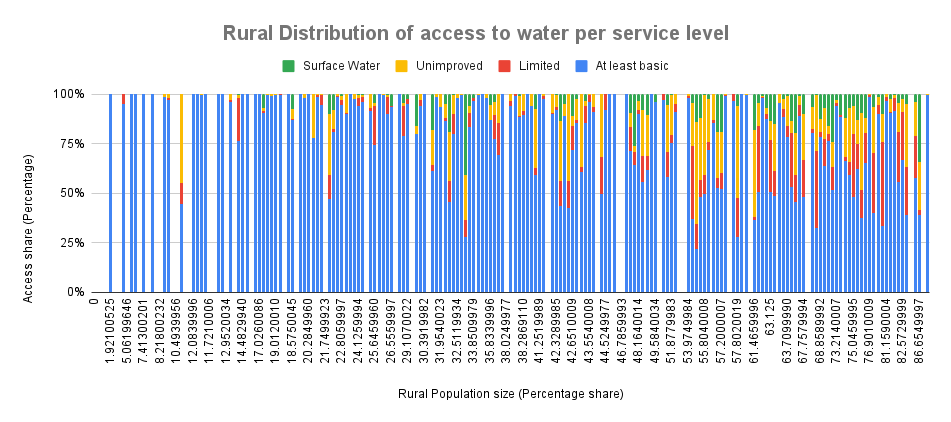 Rural Distribution of access to water per service level
Surface Water Unimproved Limited At least basic
100%
75%
50%
25%
0%
Access share (Percentage)
0 1.92100525 5.06199646 7.41300201 8.21800232 10.4933956 12.0833996 11.7210006 12.9520034 14.4829940 17.0260086 19.0120010 18.5750045 20.2849960 21.7499923 22.8059997 24.1259994 25.6459960 26.5559997 29.1070022 30.3919982 31.9540023 32.5119934 33.8509979 35.8339996 38.0249977 38.2869110 41.2519989 42.3289985 42.6510009 43.5540008 44.5249977 46.7859993 48.1640014 49.5840034 51.8779983 53.9749984 55.8040008 57.2000007 57.8020019 61.4659996 63.125 63.7099990 67.7579994 68.8589992 73.2140007 75.0459995 76.9010009 81.1590004 82.5729999 86.6549997
Rural Population size (Percentage share)